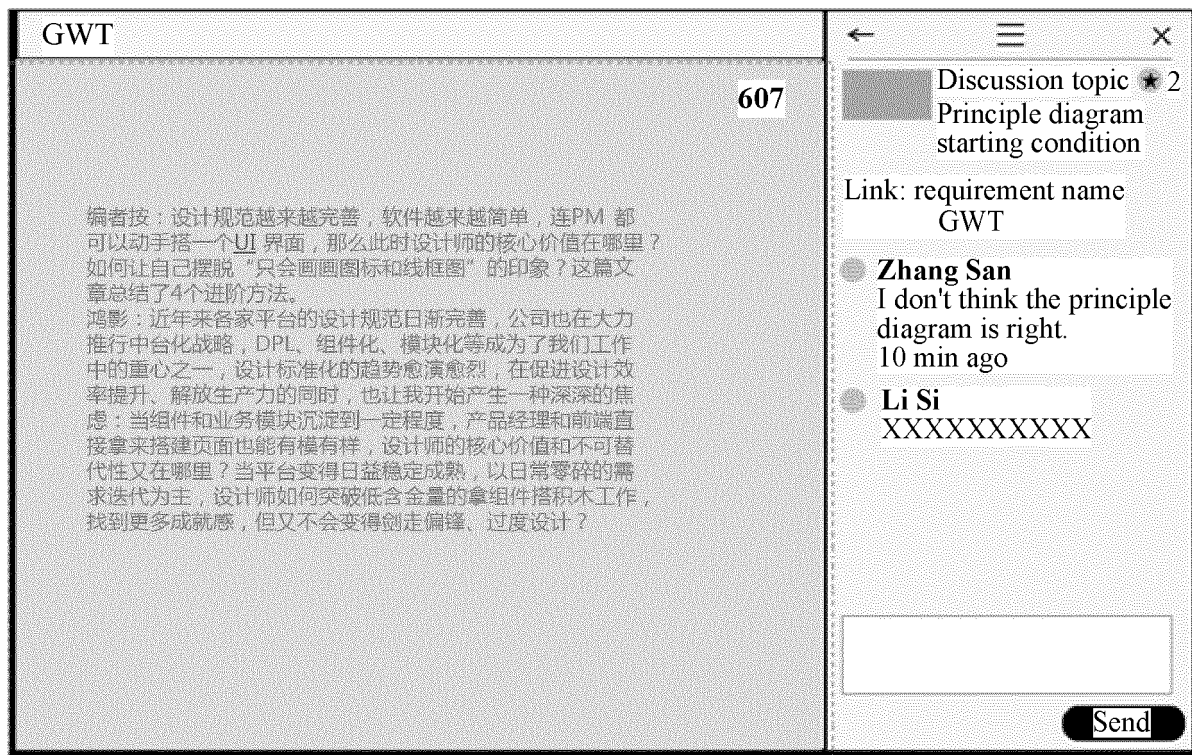 GWT
607
编者按：设计规范越来越完善，软件越来越简单，连PM 都
可以动手搭一个UI 界面，那么此时设计师的核心价值在哪里？
如何让自己摆脱“只会画画图标和线框图”的印象？这篇文
章总结了4个进阶方法。
鸿影：近年来各家平台的设计规范日渐完善，公司也在大力
推行中台化战略，DPL、组件化、模块化等成为了我们工作
中的重心之一，设计标准化的趋势愈演愈烈，在促进设计效
率提升、解放生产力的同时，也让我开始产生一种深深的焦
虑：当组件和业务模块沉淀到一定程度，产品经理和前端直
接拿来搭建页面也能有模有样，设计师的核心价值和不可替
代性又在哪里？当平台变得日益稳定成熟，以日常零碎的需
求迭代为主，设计师如何突破低含金量的拿组件搭积木工作，
找到更多成就感，但又不会变得剑走偏锋、过度设计？
Discussion topic 2
Principle diagram
starting condition
Link: requirement name
GWT
Zhang San
I don't think the principle
diagram is right.
10 min ago
Li Si
XXXXXXXXXX
Send